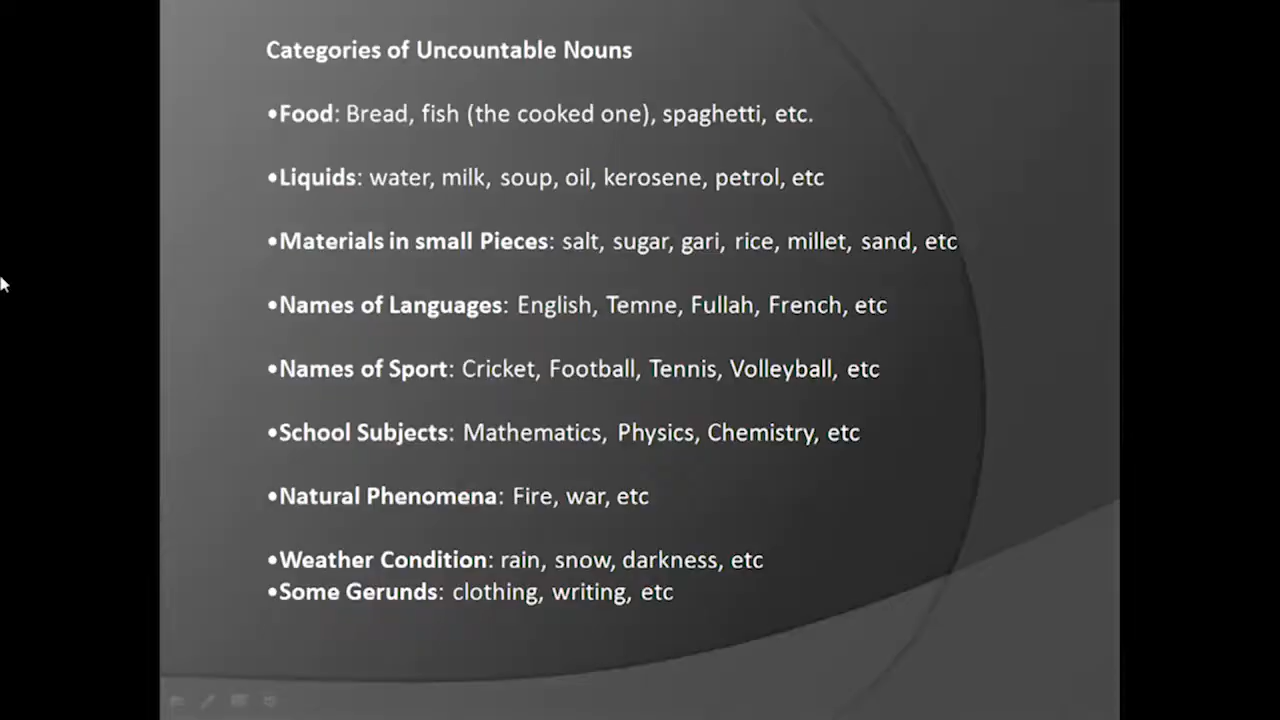 Categories of Uncountable Nouns
•Food: Bread, fish (the cooked one), spaghetti, etc.
•Liquids: water, milk, soup, oil, kerosene, petrol, etc
•Materials in small Pieces: salt, sugar, gari, rice, millet, sand, etc
•Names of Languages: English, Temne, Fullah, French, etc
•Names of Sport: Cricket, Football, Tennis, Volleyball, etc
•School Subjects: Mathematics, Physics, Chemistry, etc
•Natural Phenomena: Fire, war, etc
•Weather Condition: rain, snow, darkness, etc
•Some Gerunds: clothing, writing, etc